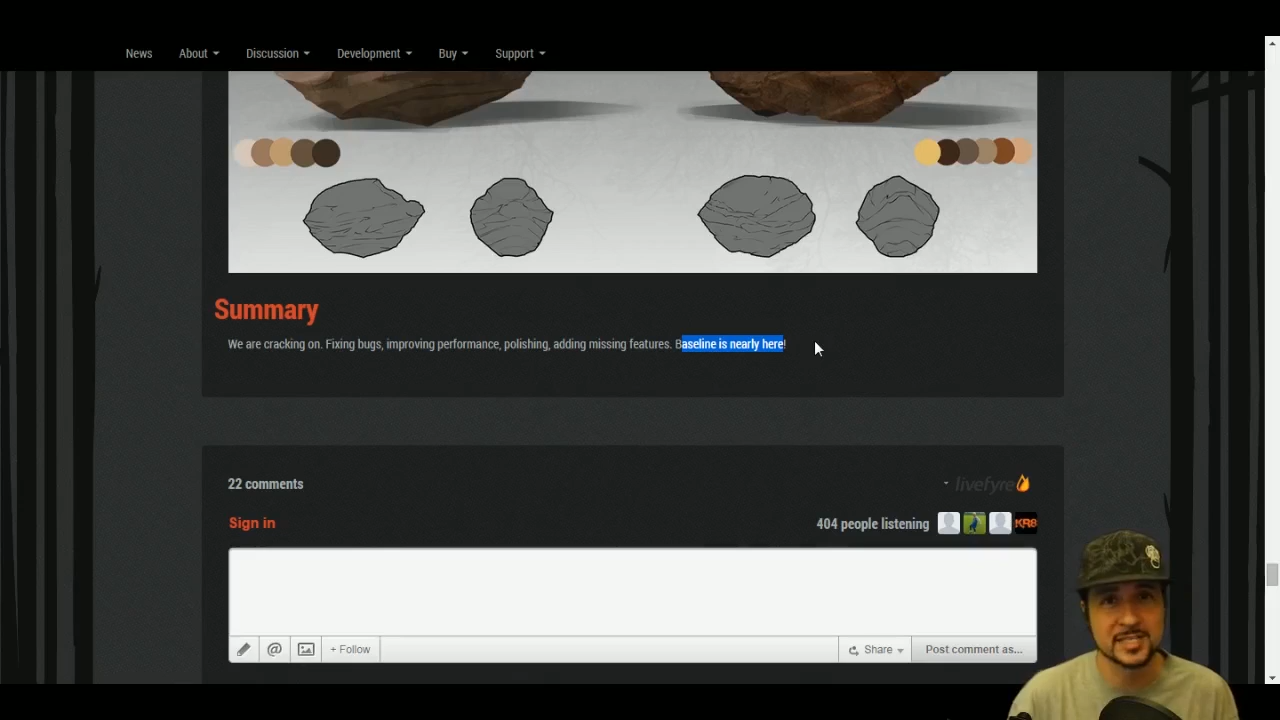 News About Discussion Development Buy Support
Summary
We are cracking on. Fixing bugs, improving performance, polishing, adding missing features. Baseline is nearly here!
22 comments
livefyre
Sign in
404 people listening
KR8
+ Follow
Share
Post comment as...